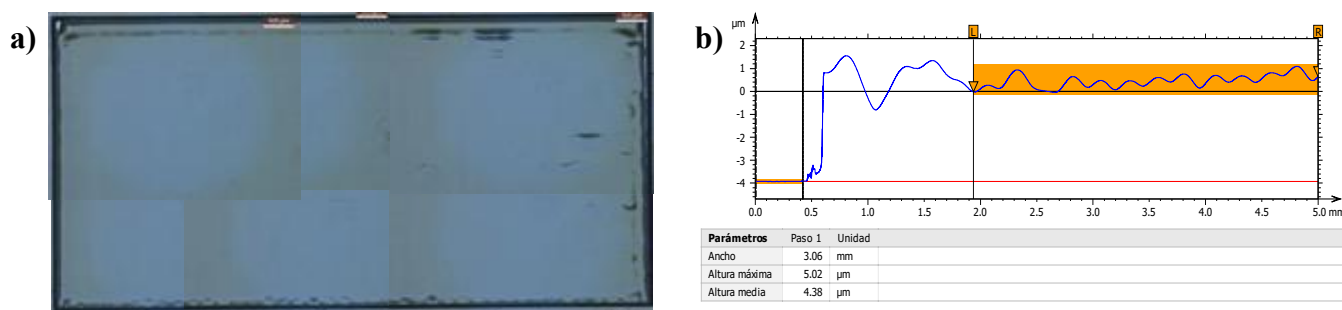 a)
b)
µm
L
R
2
1
0
-1
-2
-3
-4
0.0 0.5 1.0 1.5 2.0 2.5 3.0 3.5 4.0 4.5 5.0 mm
Parámetros Paso 1 Unidad
Ancho 3.06 mm
Altura máxima 5.02 µm
Altura media 4.38 µm